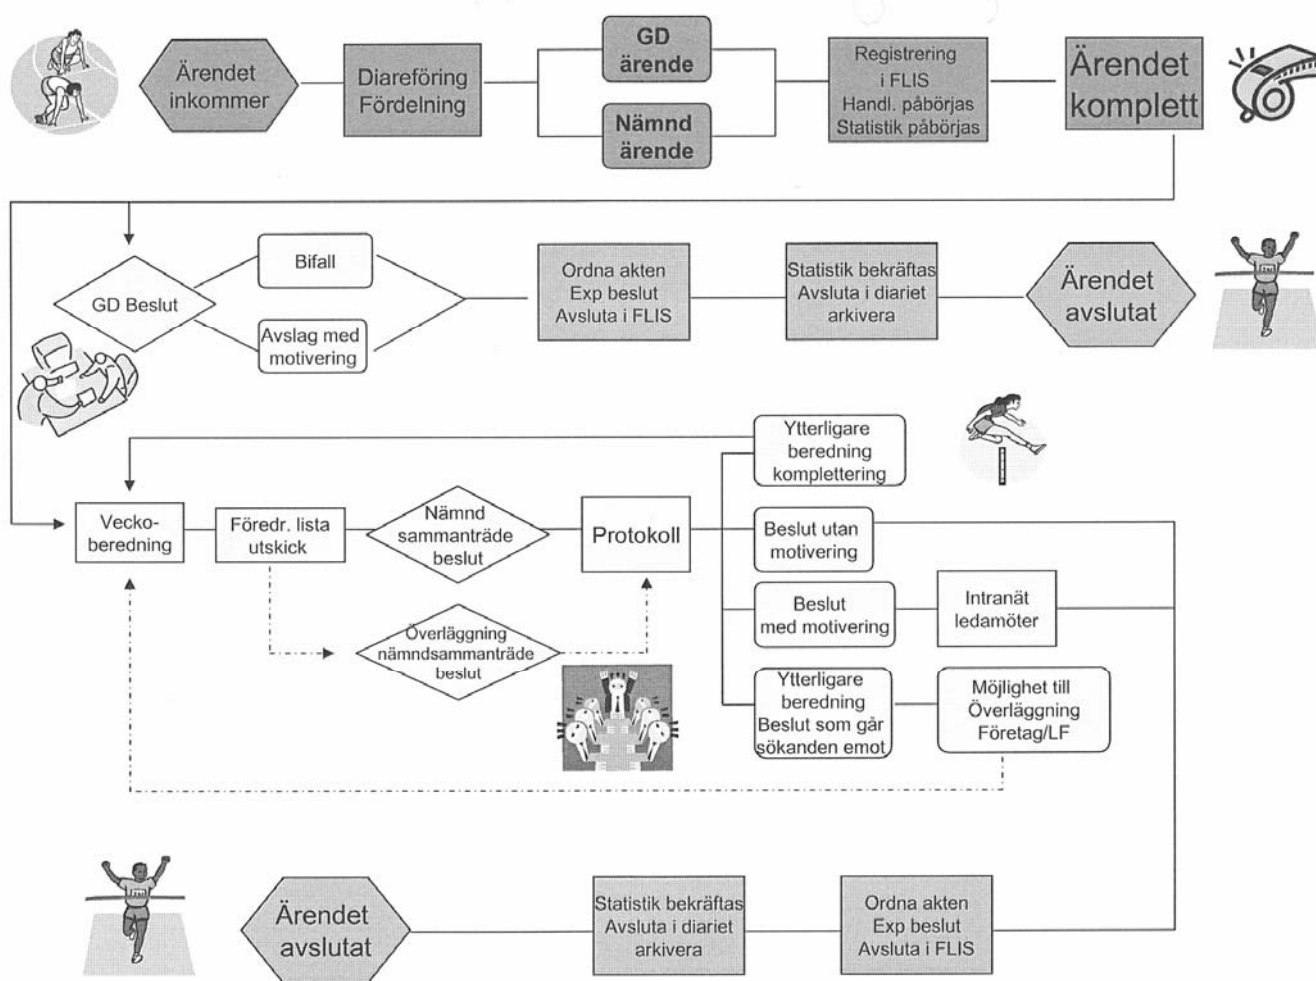 Ärendet
inkommer
Diareföring
Fördelning
GD
ärende
Nämnd
ärende
Registrering
i FLIS
Handl. påbörjas
Statistik påbörjas
Ärendet
komplett
GD Beslut
Bifall
Avslag med
motivering
Ordna akten
Exp beslut
Avsluta i FLIS
Statistik bekräftas
Avsluta i diariet
arkivera
Ärendet
avslutat
Ytterligare
beredning
komplettering
Vecko-
beredning
Föredr. lista
utskick
Nämnd
sammanträde
beslut
Protokoll
Beslut utan
motivering
Överläggning
nämndsammanträde
beslut
Beslut
med motivering
Intranät
ledamöter
Ytterligare
beredning
Beslut som går
sökanden emot
Möjlighet till
Överläggning
Företag/LF
Ärendet
avslutat
Statistik bekräftas
Avsluta i diariet
arkivera
Ordna akten
Exp beslut
Avsluta i FLIS